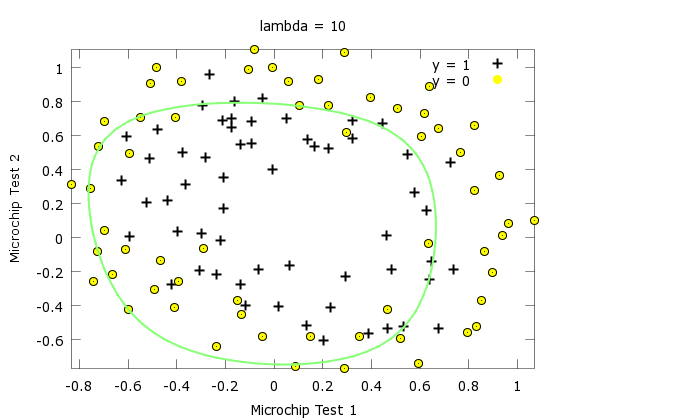 lambda = 10
y = 1
y = 0
1
0.8
0.6
0.4
0.2
0
-0.2
-0.4
-0.6
Microchip Test 2
-0.8 -0.6 -0.4 -0.2 0 0.2 0.4 0.6 0.8 1
Microchip Test 1